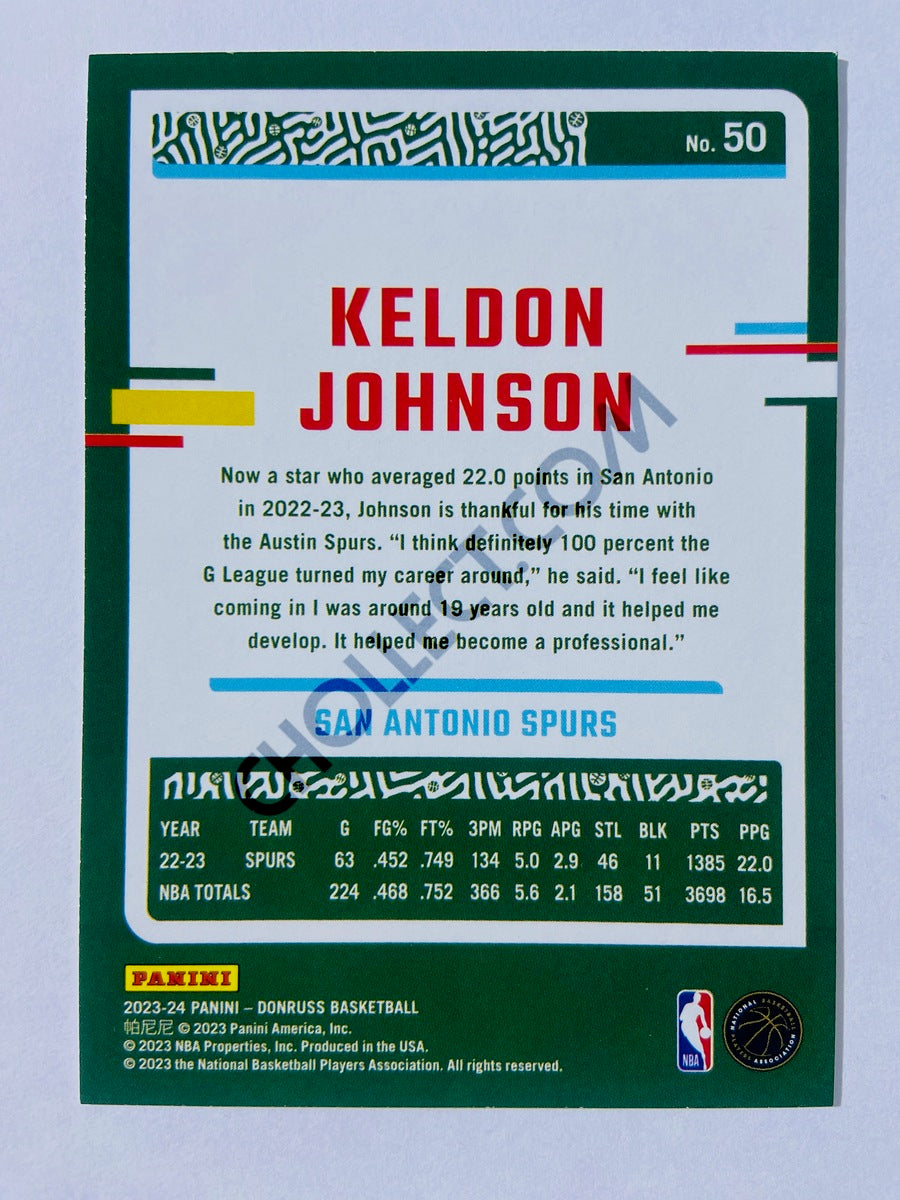 No. 50
KELDON
JOHNSON
Now a star who averaged 22.0 points in San Antonio
in 2022-23, Johnson is thankful for his time with
the Austin Spurs. “I think definitely 100 percent the
G League turned my career around,” he said. “I feel like
coming in I was around 19 years old and it helped me
develop. It helped me become a professional.”
CHOLLECT.COM
SAN ANTONIO SPURS
YEAR TEAM G FG% FT% 3PM RPG APG STL BLK PTS PPG
22-23 SPURS 63 .452 .749 134 5.0 2.9 46 11 1385 22.0
NBA TOTALS 224 .468 .752 366 5.6 2.1 158 51 3698 16.5
PANINI
2023-24 PANINI – DONRUSS BASKETBALL
帕尼尼 © 2023 Panini America, Inc.
© 2023 NBA Properties, Inc. Produced in the USA.
© 2023 the National Basketball Players Association. All rights reserved.
NBA
NATIONAL BASKETBALL
PLAYERS ASSOCIATION